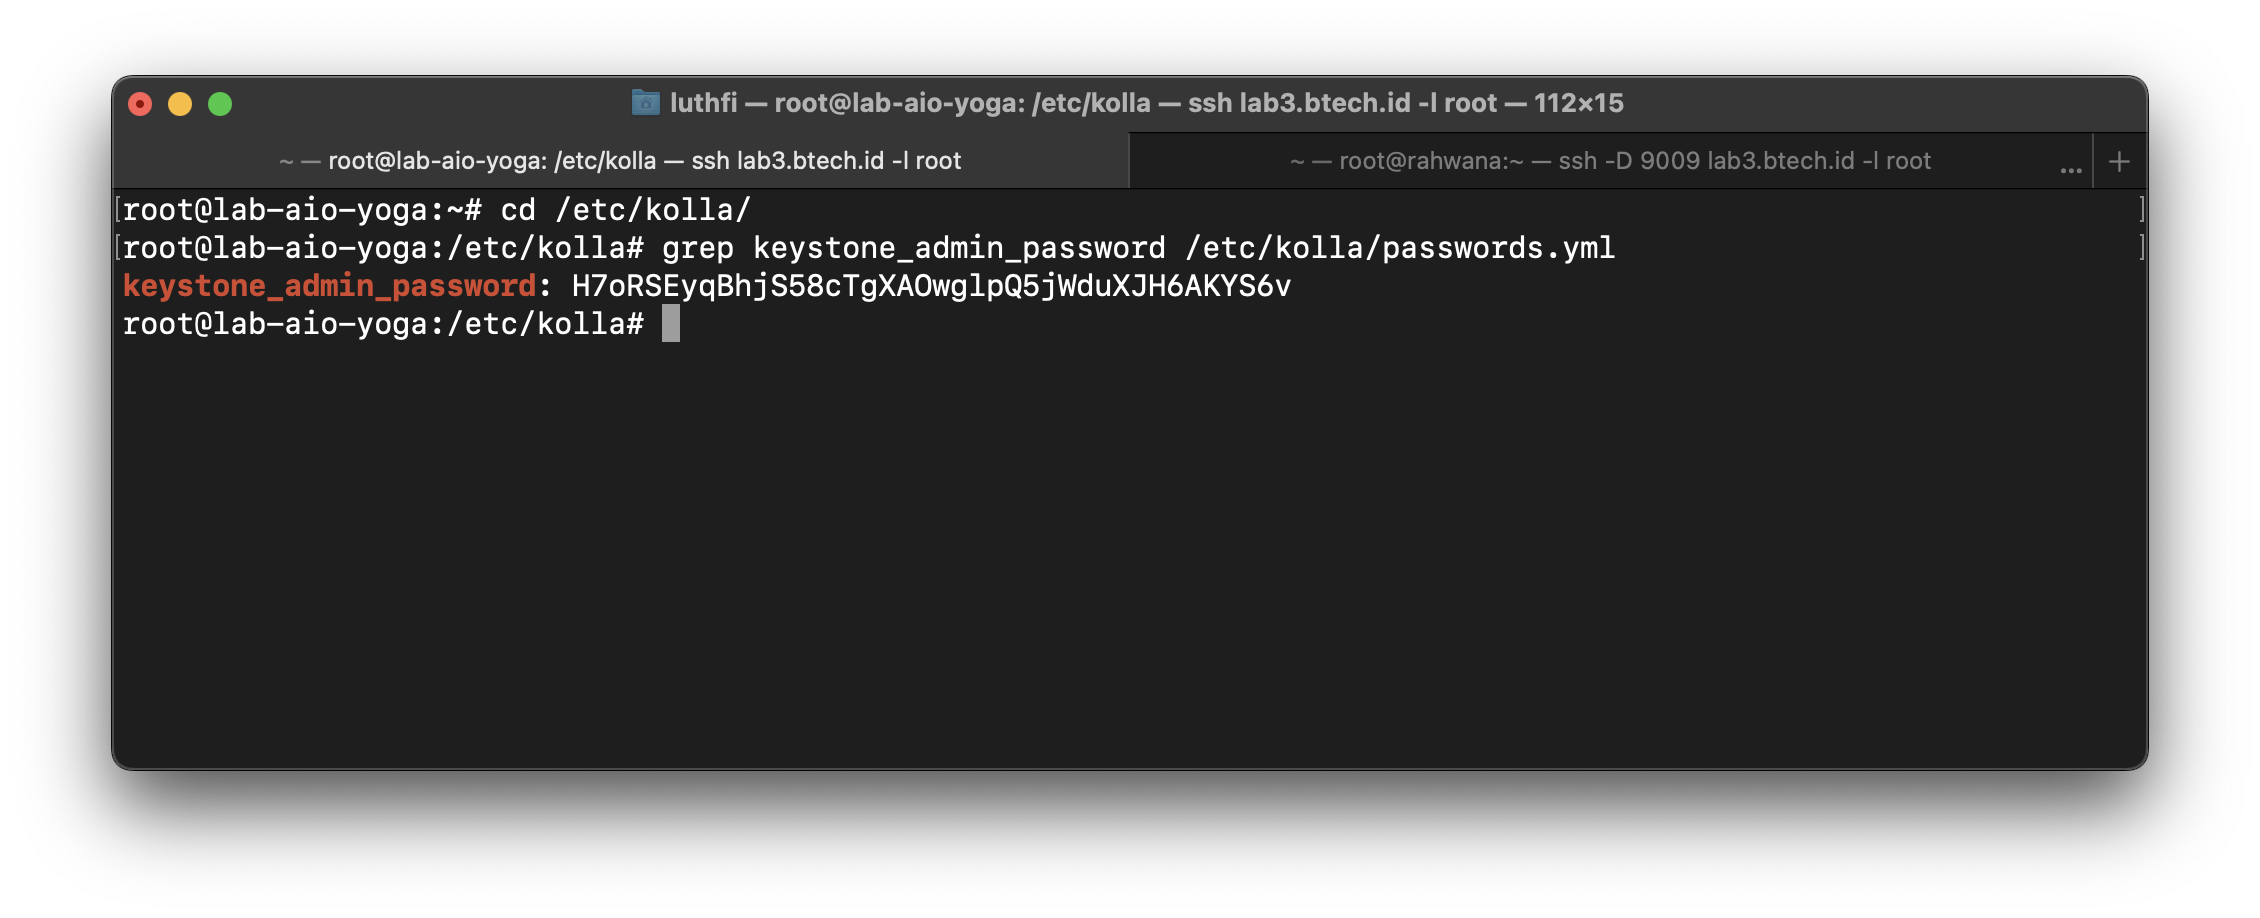 luthfi — root@lab-aio-yoga: /etc/kolla — ssh lab3.btech.id -l root — 112×15
~ — root@lab-aio-yoga: /etc/kolla — ssh lab3.btech.id -l root
~ — root@rahwana:~ — ssh -D 9009 lab3.btech.id -l root ... +
[root@lab-aio-yoga:~# cd /etc/kolla/ ]
[root@lab-aio-yoga:/etc/kolla# grep keystone_admin_password /etc/kolla/passwords.yml ]
keystone_admin_password: H7oRSEyqBhjS58cTgXAOwglpQ5jWduXJH6AKYS6v
root@lab-aio-yoga:/etc/kolla#